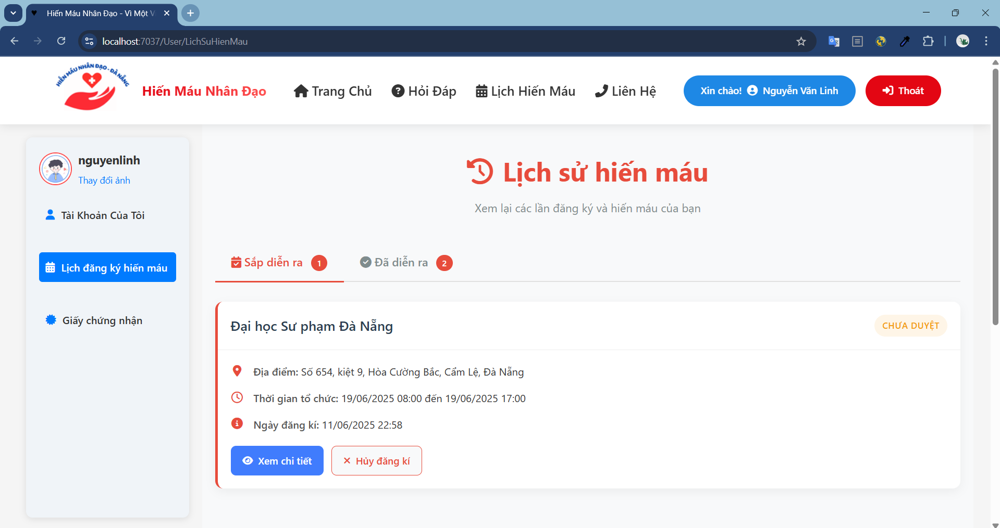 Hiến Máu Nhân Đạo - Vì Một V
localhost:7037/User/LichSuHienMau
HIẾN MÁU NHÂN ĐẠO - ĐÀ NẴNG
Hiến Máu Nhân Đạo
Trang Chủ
Hỏi Đáp
Lịch Hiến Máu
Liên Hệ
Xin chào! Nguyễn Văn Linh
Thoát
nguyenlinh
Thay đổi ảnh
Tài Khoản Của Tôi
Lịch đăng ký hiến máu
Giấy chứng nhận
Lịch sử hiến máu
Xem lại các lần đăng ký và hiến máu của bạn
Sắp diễn ra 1
Đã diễn ra 2
Đại học Sư phạm Đà Nẵng
CHƯA DUYỆT
Địa điểm: Số 654, kiệt 9, Hòa Cường Bắc, Cẩm Lệ, Đà Nẵng
Thời gian tổ chức: 19/06/2025 08:00 đến 19/06/2025 17:00
Ngày đăng kí: 11/06/2025 22:58
Xem chi tiết
Hủy đăng kí